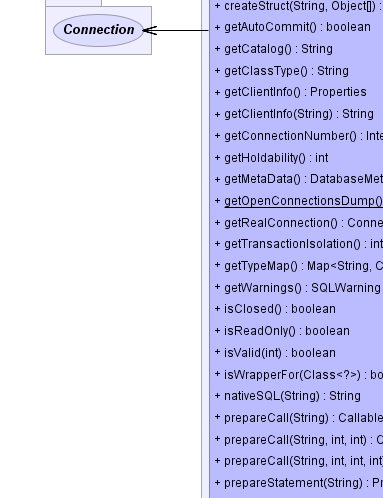 Connection
+ createStruct(String, Object[]) :
+ getAutoCommit() : boolean
+ getCatalog() : String
+ getClassType() : String
+ getClientInfo() : Properties
+ getClientInfo(String) : String
+ getConnectionNumber() : Inte
+ getHoldability() : int
+ getMetaData() : DatabaseMet
+ getOpenConnectionsDump()
+ getRealConnection() : Conne
+ getTransactionIsolation() : int
+ getTypeMap() : Map<String, C
+ getWarnings() : SQLWarning
+ isClosed() : boolean
+ isReadOnly() : boolean
+ isValid(int) : boolean
+ isWrapperFor(Class<?>) : bo
+ nativeSQL(String) : String
+ prepareCall(String) : Callable
+ prepareCall(String, int, int) : C
+ prepareCall(String, int, int, int)
+ prepareStatement(String) : Pr